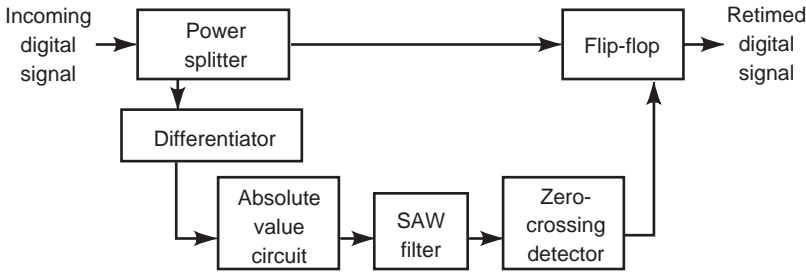 Incoming
digital
signal
Power
splitter
Flip-flop
Retimed
digital
signal
Differentiator
Absolute
value
circuit
SAW
filter
Zero-
crossing
detector